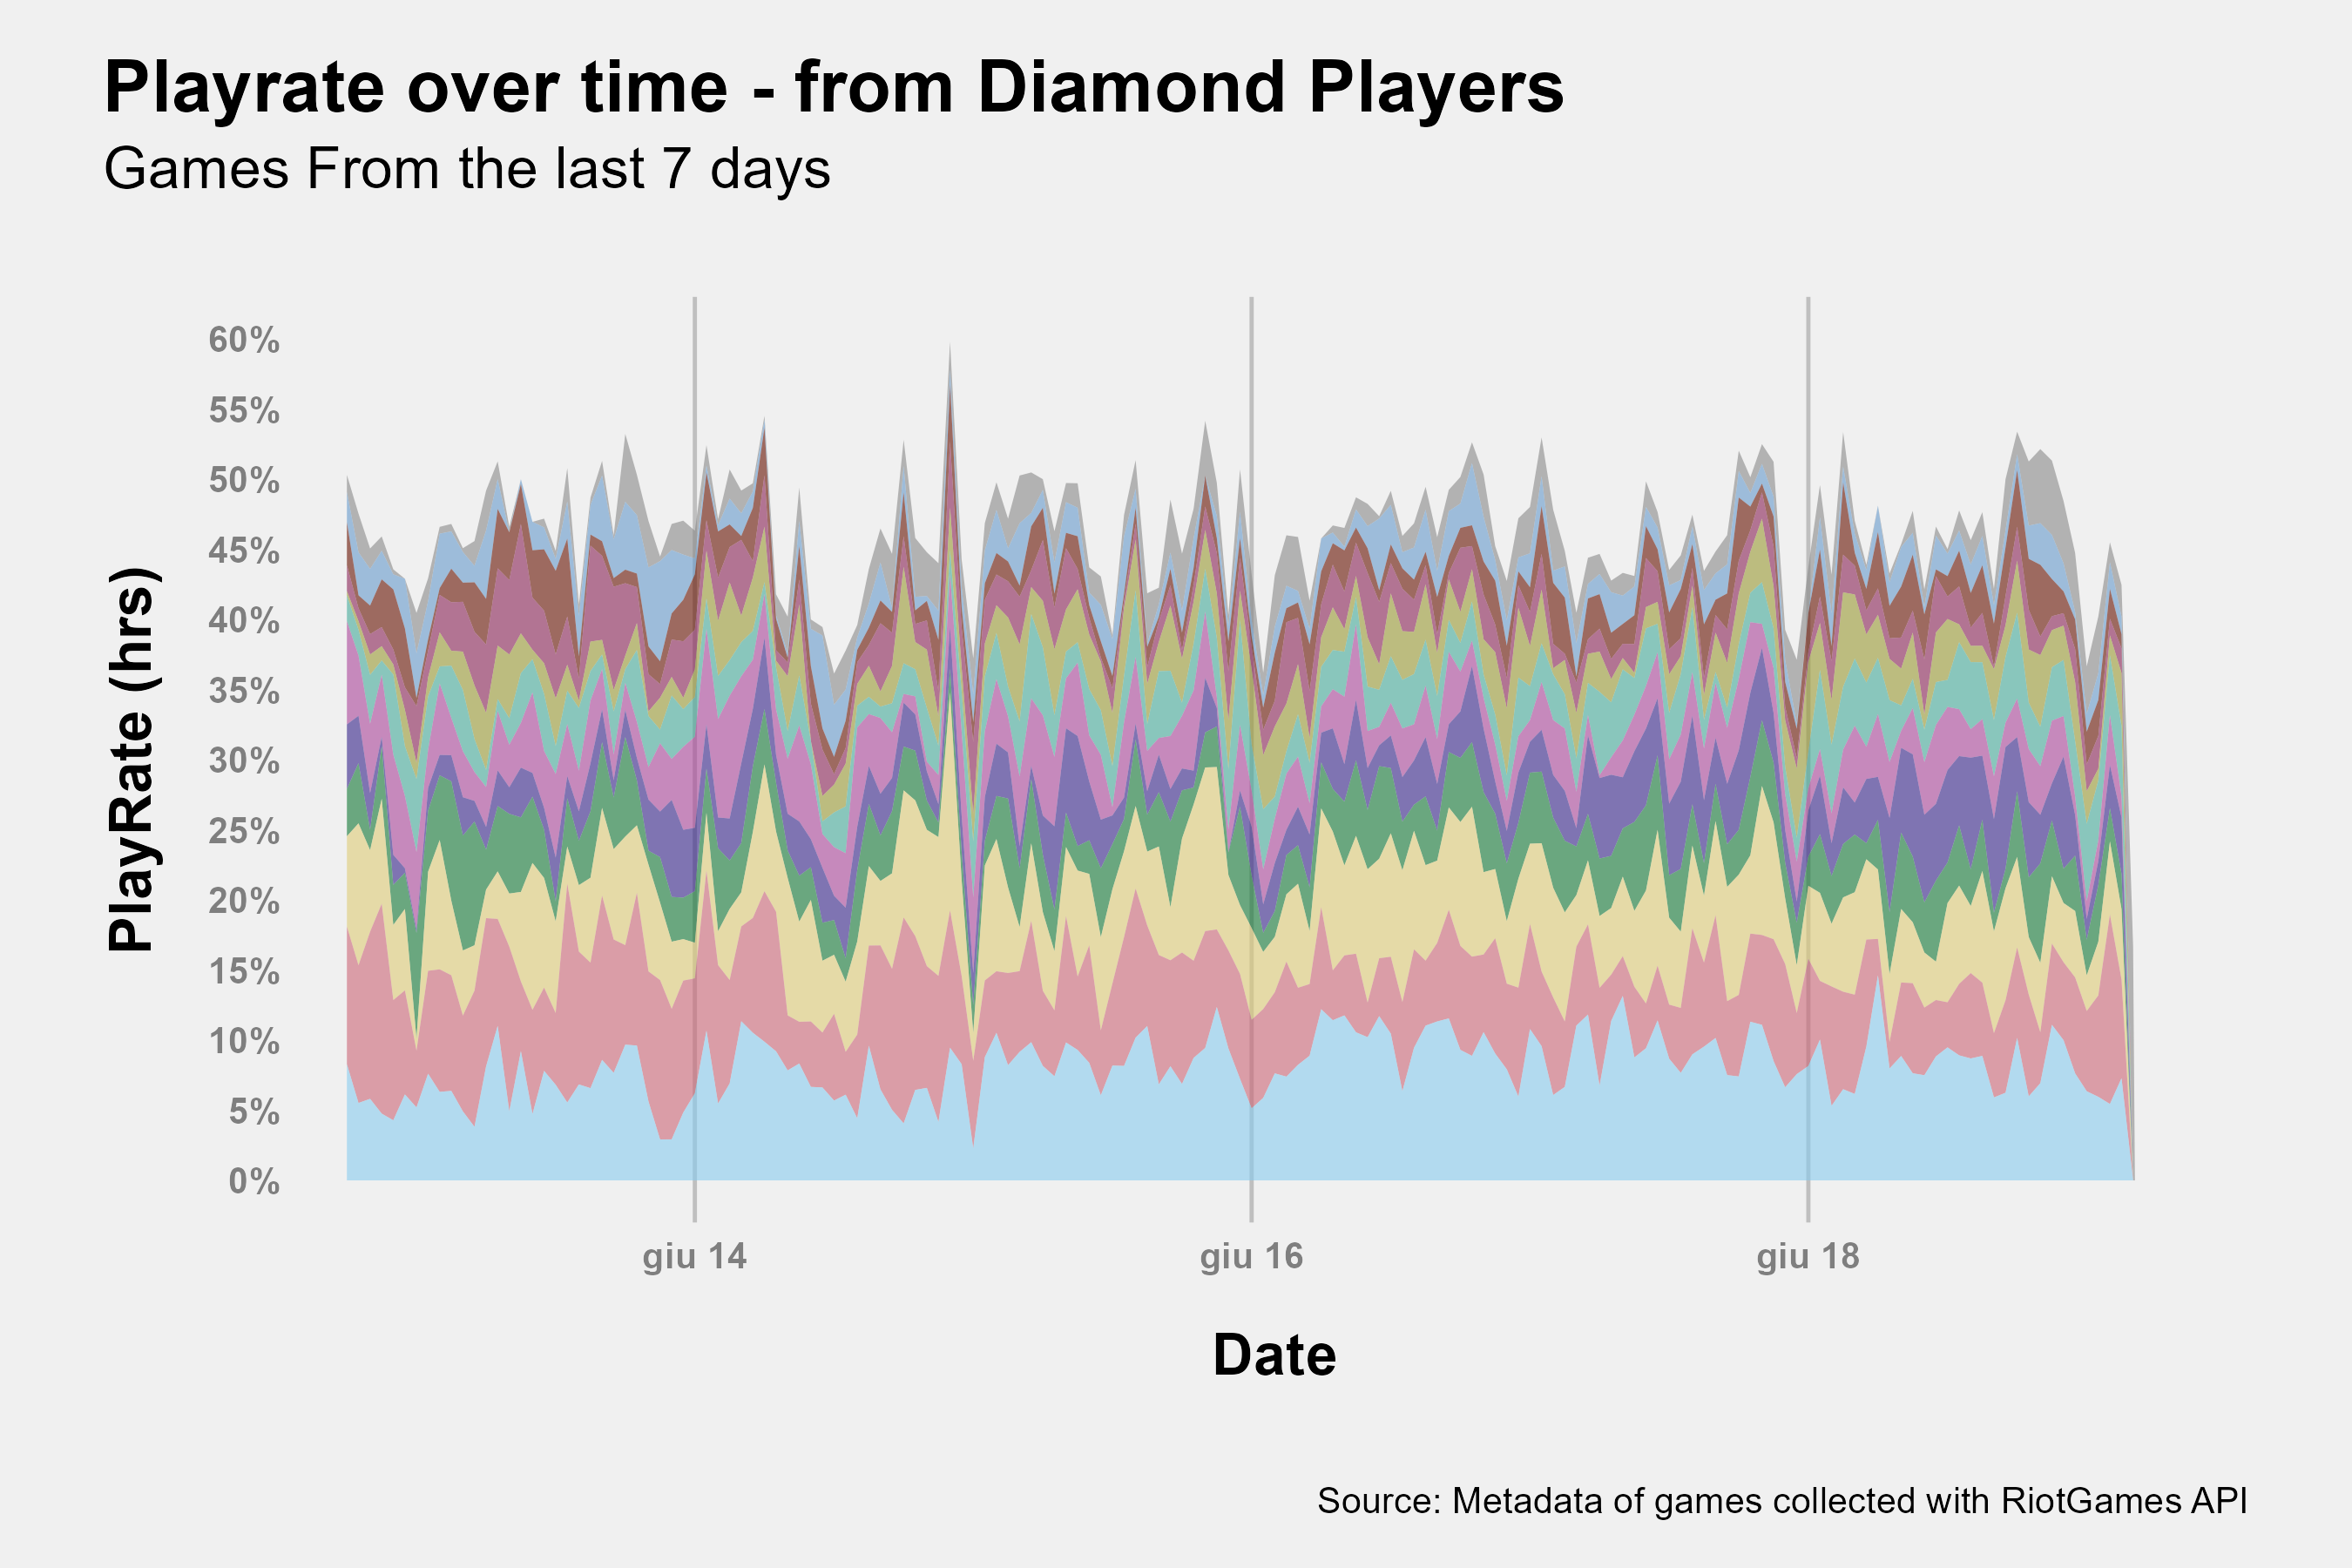 Playrate over time - from Diamond Players
Games From the last 7 days
PlayRate (hrs)
60%
55%
50%
45%
40%
35%
30%
25%
20%
15%
10%
5%
0%
giu 14
giu 16
giu 18
Date
Source: Metadata of games collected with RiotGames API